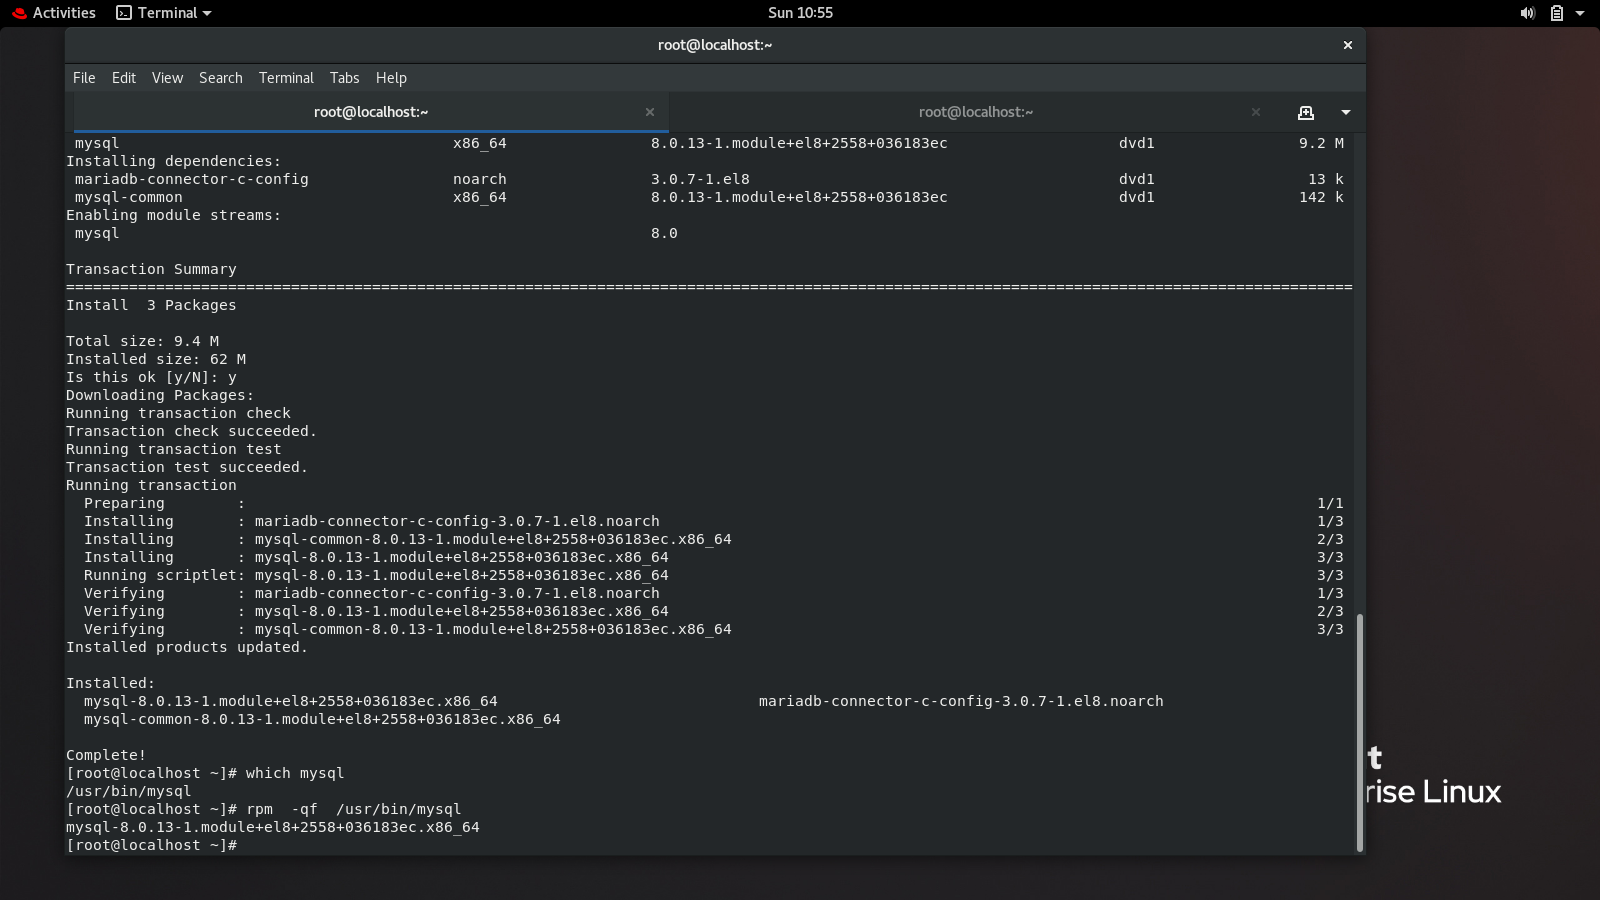 Activities Terminal Sun 10:55
root@localhost:~
File Edit View Search Terminal Tabs Help
root@localhost:~ root@localhost:~
mysql x86_64 8.0.13-1.module+el8+2558+036183ec dvd1 9.2 M
Installing dependencies:
mariadb-connector-c-config noarch 3.0.7-1.el8 dvd1 13 k
mysql-common x86_64 8.0.13-1.module+el8+2558+036183ec dvd1 142 k
Enabling module streams:
mysql 8.0
Transaction Summary
================================================================================================================================================
Install  3 Packages
Total size: 9.4 M
Installed size: 62 M
Is this ok [y/N]: y
Downloading Packages:
Running transaction check
Transaction check succeeded.
Running transaction test
Transaction test succeeded.
Running transaction
Preparing : 1/1
Installing : mariadb-connector-c-config-3.0.7-1.el8.noarch 1/3
Installing : mysql-common-8.0.13-1.module+el8+2558+036183ec.x86_64 2/3
Installing : mysql-8.0.13-1.module+el8+2558+036183ec.x86_64 3/3
Running scriptlet: mysql-8.0.13-1.module+el8+2558+036183ec.x86_64 3/3
Verifying : mariadb-connector-c-config-3.0.7-1.el8.noarch 1/3
Verifying : mysql-8.0.13-1.module+el8+2558+036183ec.x86_64 2/3
Verifying : mysql-common-8.0.13-1.module+el8+2558+036183ec.x86_64 3/3
Installed products updated.
Installed:
mysql-8.0.13-1.module+el8+2558+036183ec.x86_64 mariadb-connector-c-config-3.0.7-1.el8.noarch
mysql-common-8.0.13-1.module+el8+2558+036183ec.x86_64
Complete!
[root@localhost ~]# which mysql
/usr/bin/mysql
[root@localhost ~]# rpm  -qf  /usr/bin/mysql
mysql-8.0.13-1.module+el8+2558+036183ec.x86_64
[root@localhost ~]#
t
rise Linux